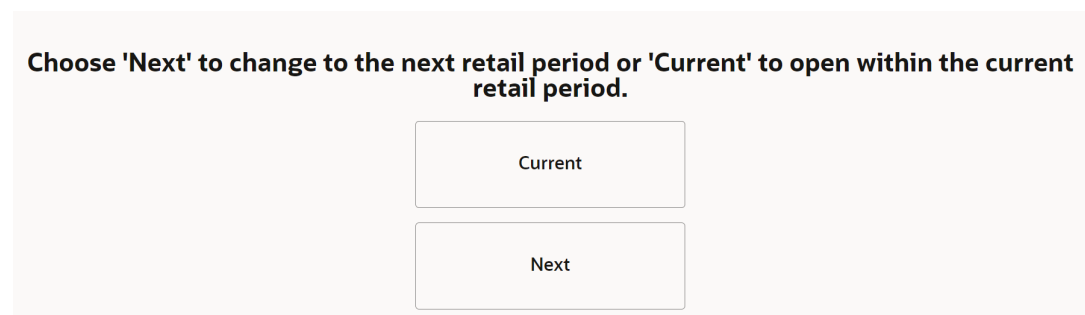 Choose 'Next' to change to the next retail period or 'Current' to open within the current
retail period.
Current
Next